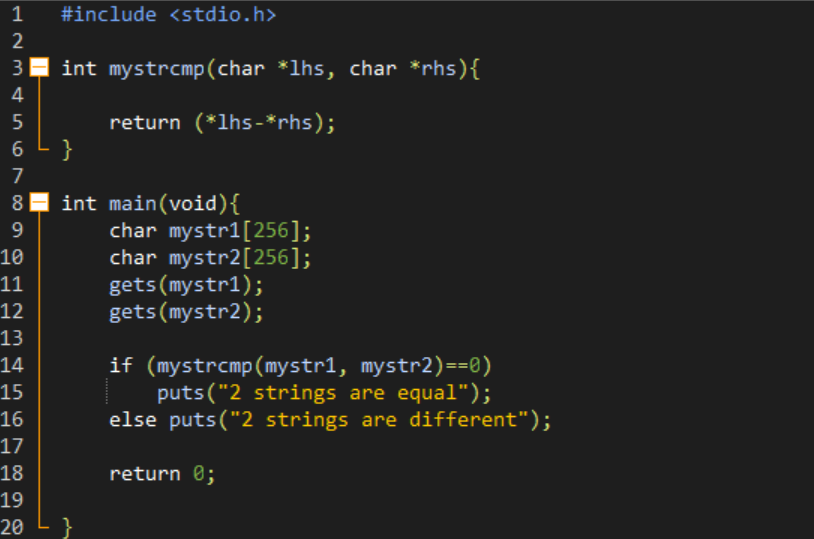 1 #include <stdio.h>
2
3 int mystrcmp(char *lhs, char *rhs){
4
5 return (*lhs-*rhs);
6 }
7
8 int main(void){
9 char mystr1[256];
10 char mystr2[256];
11 gets(mystr1);
12 gets(mystr2);
13
14 if (mystrcmp(mystr1, mystr2)==0)
15 puts("2 strings are equal");
16 else puts("2 strings are different");
17
18 return 0;
19
20 }